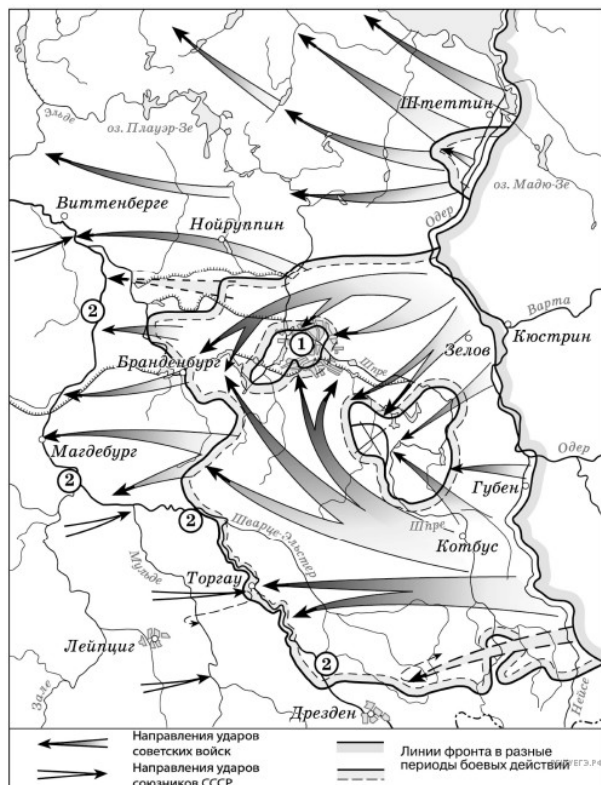 Штеттин
Эльде
оз. Плауэр-Зе
оз. Мадю-Зе
Виттенберге
Нойруппин
Одер
Варта
2
1
Кюстрин
Зелов
Бранденбург
Шпре
Магдебург
Одер
2
Губен
2
Шварце-Эльстер
Шпре
Котбус
Мульде
Торгау
Лейпциг
2
Зале
Нейсе
Дрезден
Направления ударов
советских войск
Направления ударов
союзников СССР
Линии фронта в разные
периоды боевых действий